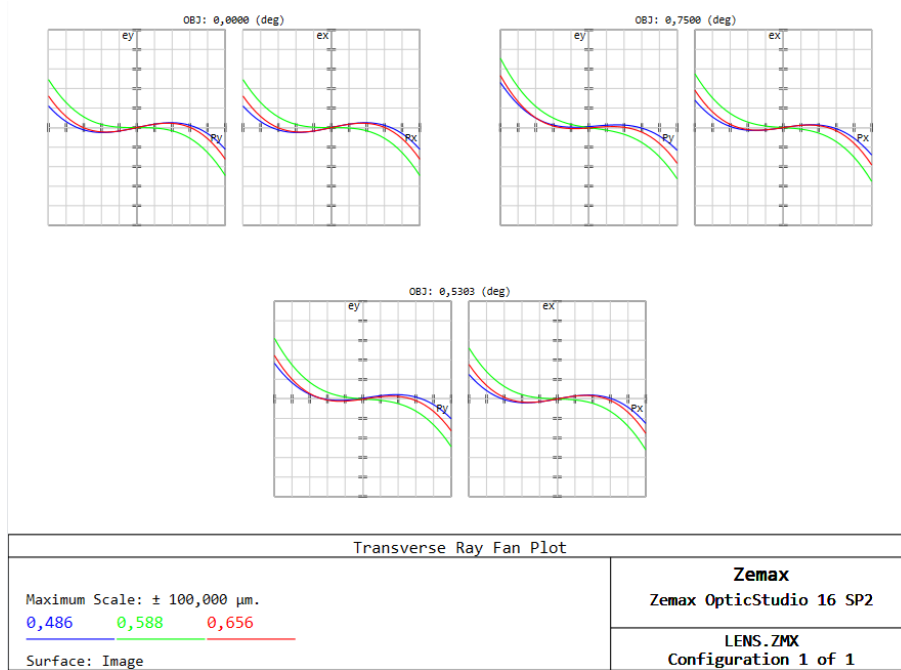 OBJ: 0,0000 (deg)
OBJ: 0,7500 (deg)
ey
ex
ey
ex
Py
Px
Py
Px
OBJ: 0,5303 (deg)
ey
ex
Py
Px
Transverse Ray Fan Plot
Maximum Scale: ± 100,000 µm.
0,486 0,588 0,656
Surface: Image
Zemax
Zemax OpticStudio 16 SP2
LENS.ZMX
Configuration 1 of 1